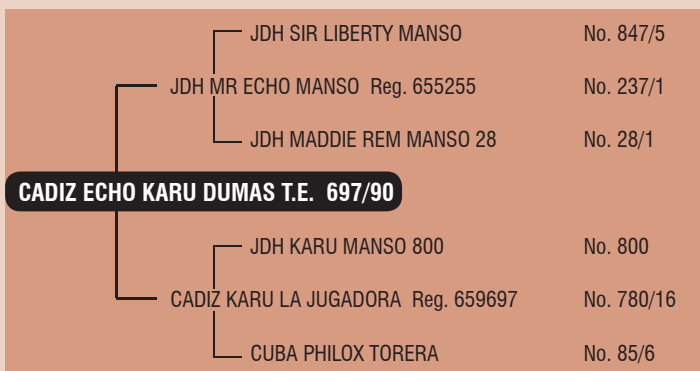 JDH SIR LIBERTY MANSO No. 847/5
JDH MR ECHO MANSO Reg. 655255 No. 237/1
JDH MADDIE REM MANSO 28 No. 28/1
CADIZ ECHO KARU DUMAS T.E. 697/90
JDH KARU MANSO 800 No. 800
CADIZ KARU LA JUGADORA Reg. 659697 No. 780/16
CUBA PHILOX TORERA No. 85/6